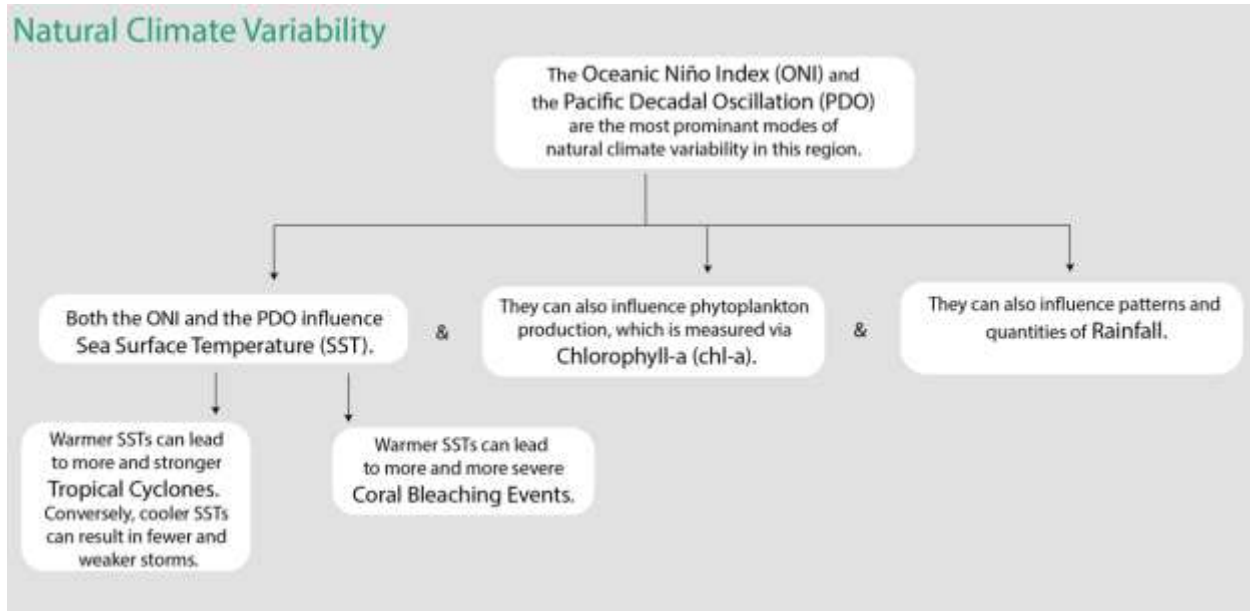 Natural Climate Variability
The Oceanic Niño Index (ONI) and
the Pacific Decadal Oscillation (PDO)
are the most prominant modes of
natural climate variability in this region.
Both the ONI and the PDO influence
Sea Surface Temperature (SST).
&
They can also influence phytoplankton
production, which is measured via
Chlorophyll-a (chl-a).
&
They can also influence patterns and
quantities of Rainfall.
Warmer SSTs can lead
to more and stronger
Tropical Cyclones.
Conversely, cooler SSTs
can result in fewer and
weaker storms.
Warmer SSTs can lead
to more and more severe
Coral Bleaching Events.